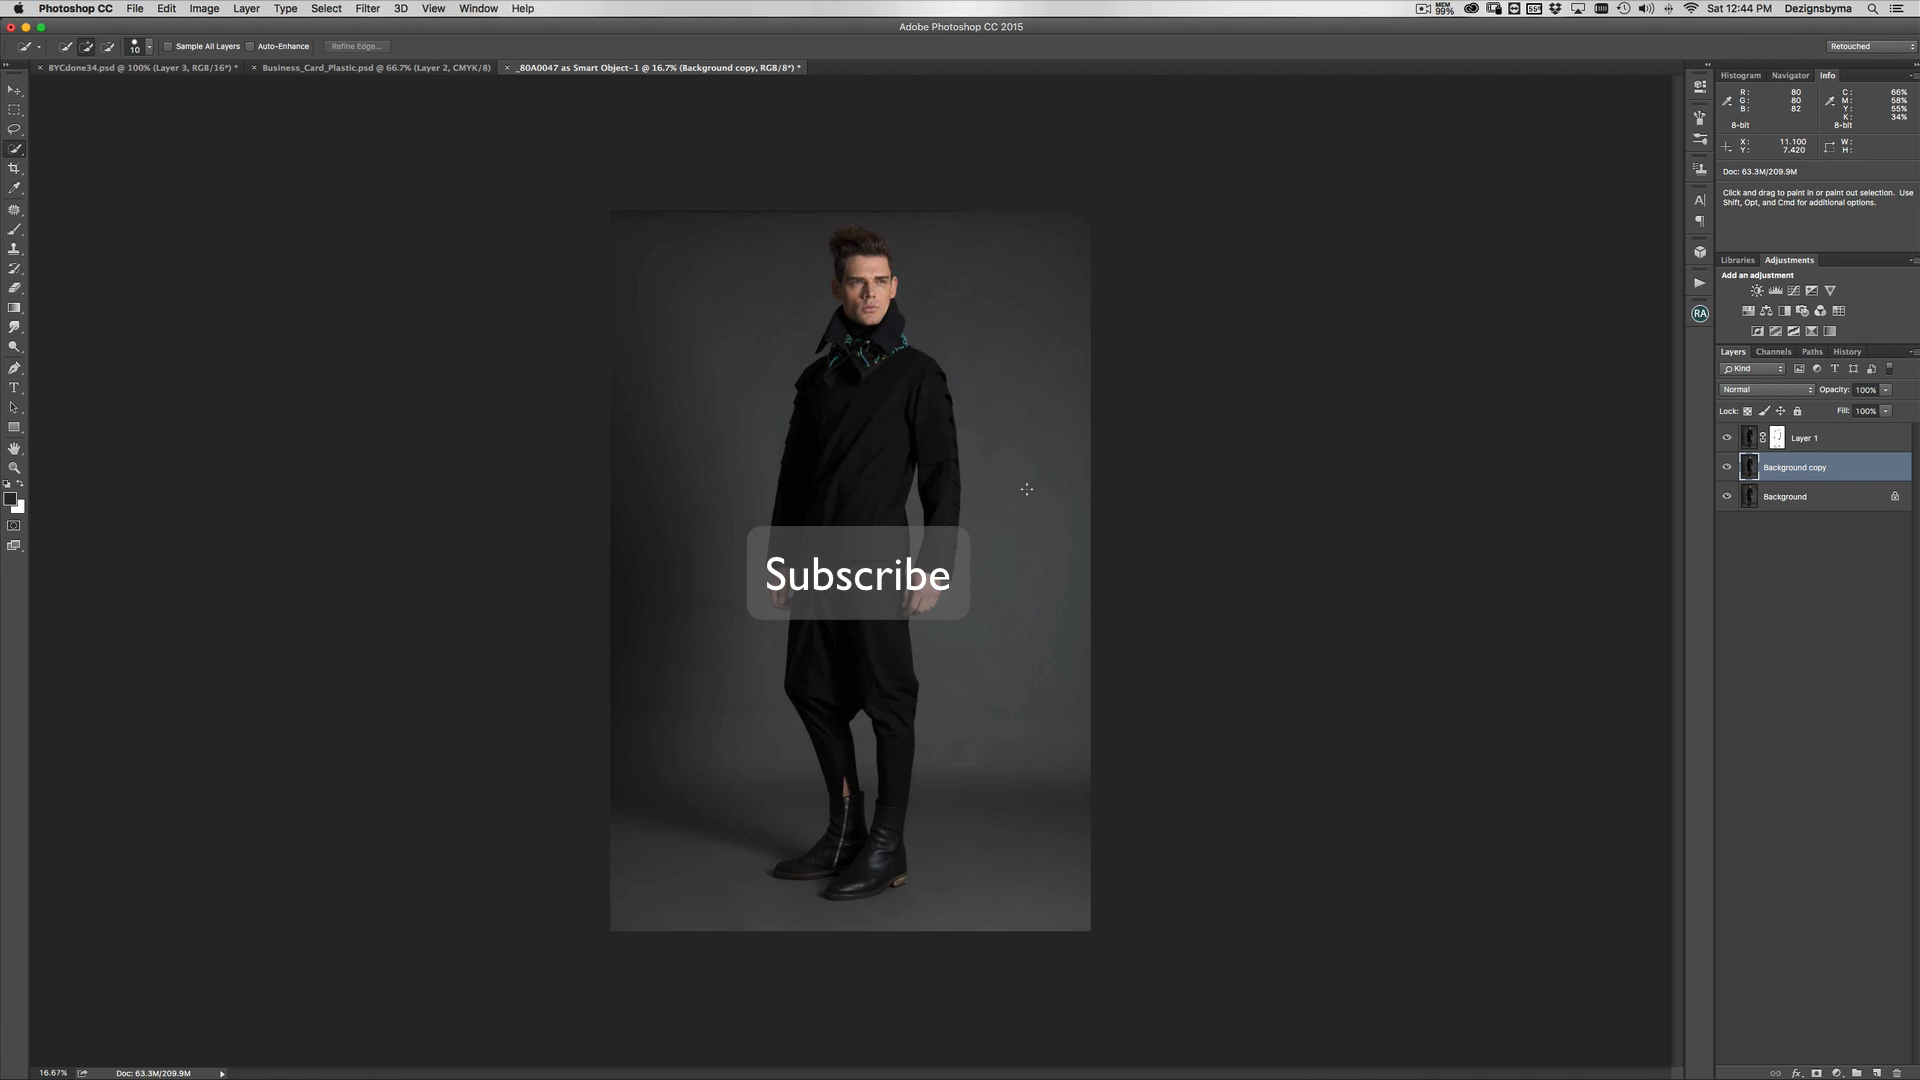 Photoshop CC File Edit Image Layer Type Select Filter 3D View Window Help
MEM 99% 55° Sat 12:44 PM Dezignsbyma
Adobe Photoshop CC 2015
10 Sample All Layers Auto-Enhance Refine Edge... Retouched
BYCdone34.psd @ 100% (Layer 3, RGB/16*) * Business_Card_Plastic.psd @ 66.7% (Layer 2, CMYK/8) _80A0047 as Smart Object-1 @ 16.7% (Background copy, RGB/8*) *
Histogram Navigator Info
R: 80 C: 66%
G: 80 M: 58%
B: 82 Y: 55%
K: 34%
8-bit 8-bit
X: 11.100 W:
Y: 7.420 H:
Doc: 63.3M/209.9M
Click and drag to paint in or paint out selection. Use
Shift, Opt, and Cmd for additional options.
Libraries Adjustments
Add an adjustment
RA
Layers Channels Paths History
Kind
Normal Opacity: 100%
Lock: Fill: 100%
Layer 1
Background copy
Background
Subscribe
16.67% Doc: 63.3M/209.9M